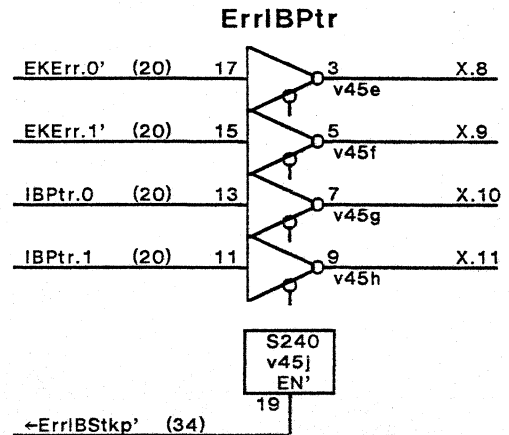 ErrIBPtr
EKErr.0' (20) 17 3 X.8
v45e
EKErr.1' (20) 15 5 X.9
v45f
IBPtr.0 (20) 13 7 X.10
v45g
IBPtr.1 (20) 11 9 X.11
v45h
S240
v45j
EN'
19
←ErrIBStkp' (34)